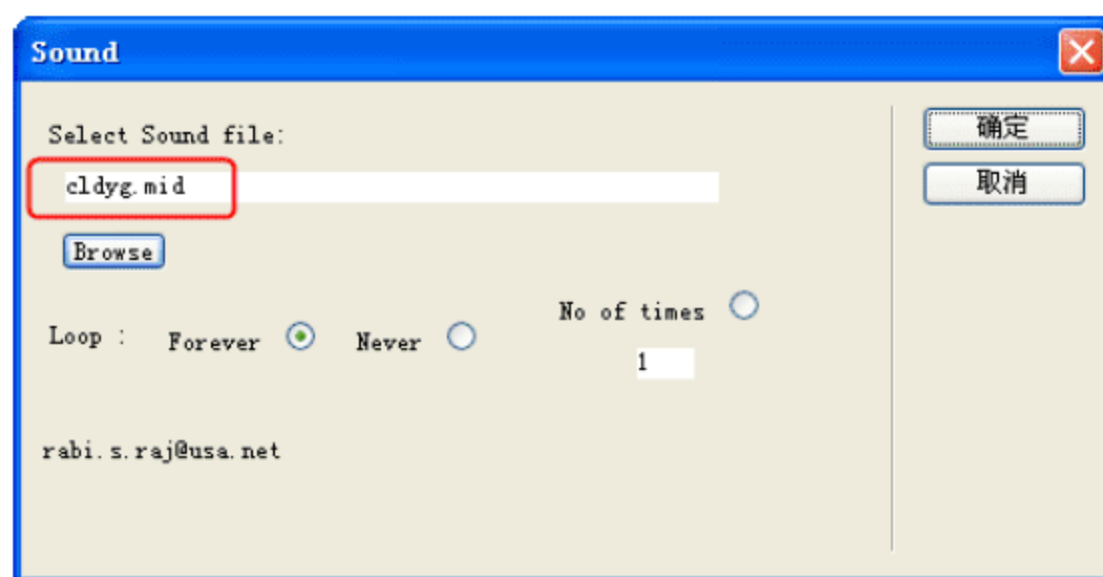 Sound
Select Sound file:
cldyg.mid
Browse
Loop : Forever Never No of times
1
rabi.s.raj@usa.net
确定
取消